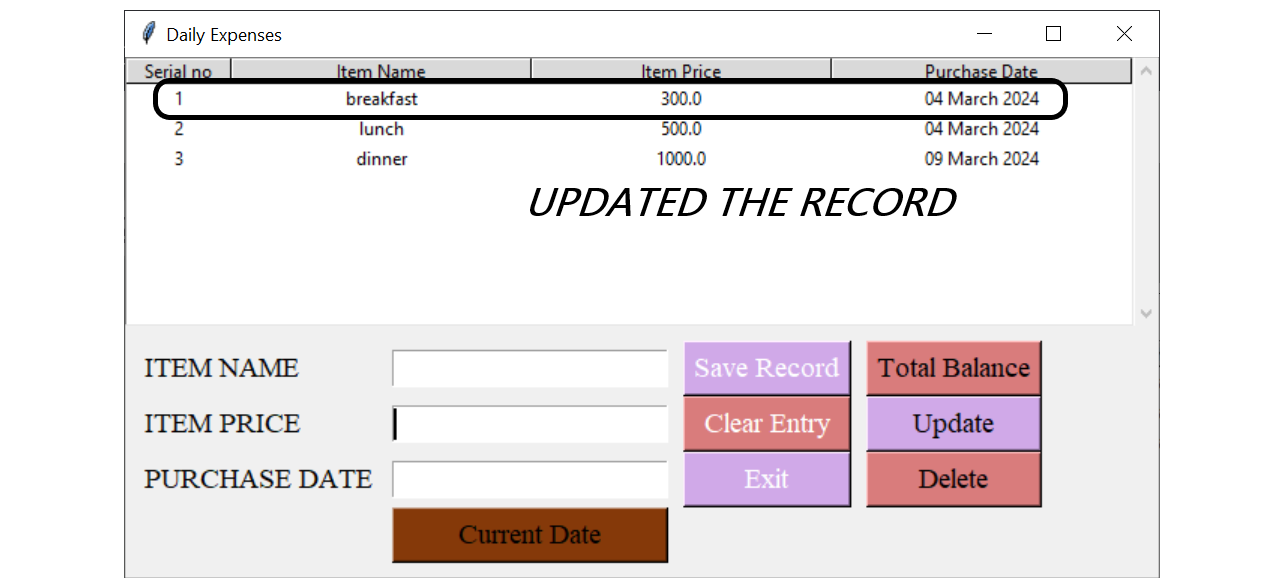 Daily Expenses
Serial no Item Name Item Price Purchase Date
1 breakfast 300.0 04 March 2024
2 lunch 500.0 04 March 2024
3 dinner 1000.0 09 March 2024
UPDATED THE RECORD
ITEM NAME Save Record Total Balance
ITEM PRICE Clear Entry Update
PURCHASE DATE Exit Delete
Current Date